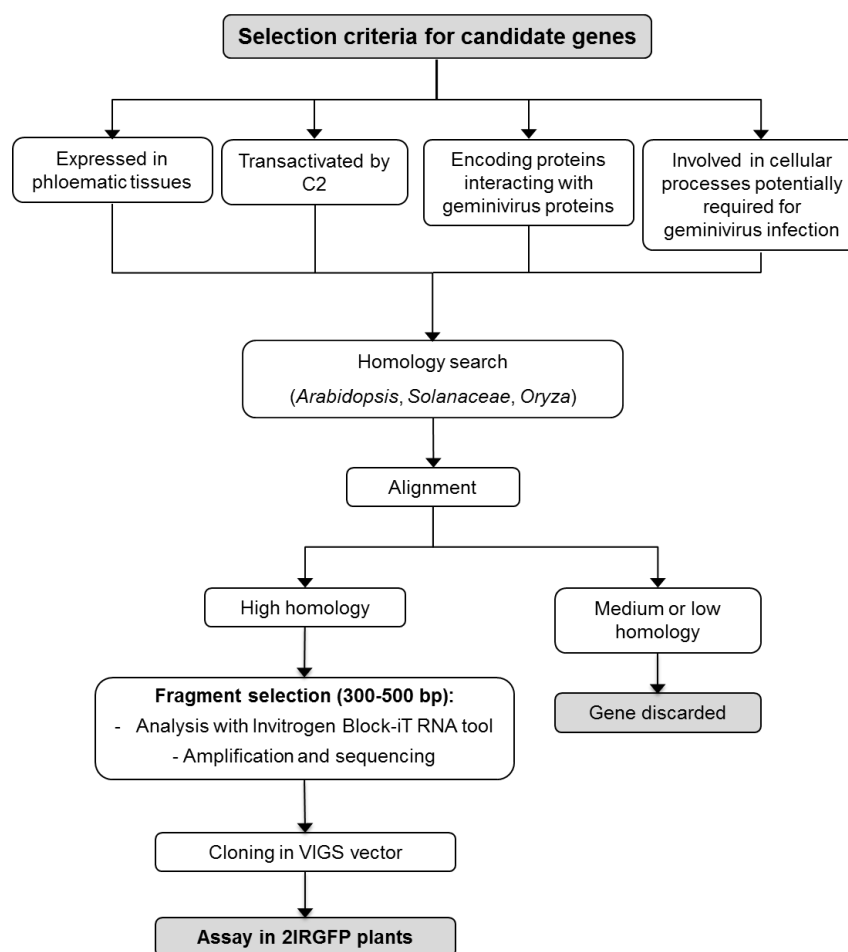 Selection criteria for candidate genes
Expressed in
phloematic tissues
Transactivated by
C2
Encoding proteins
interacting with
geminivirus proteins
Involved in cellular
processes potentially
required for
geminivirus infection
Homology search
(Arabidopsis, Solanaceae, Oryza)
Alignment
High homology
Medium or low
homology
Fragment selection (300-500 bp):
- Analysis with Invitrogen Block-iT RNA tool
- Amplification and sequencing
Gene discarded
Cloning in VIGS vector
Assay in 2IRGFP plants